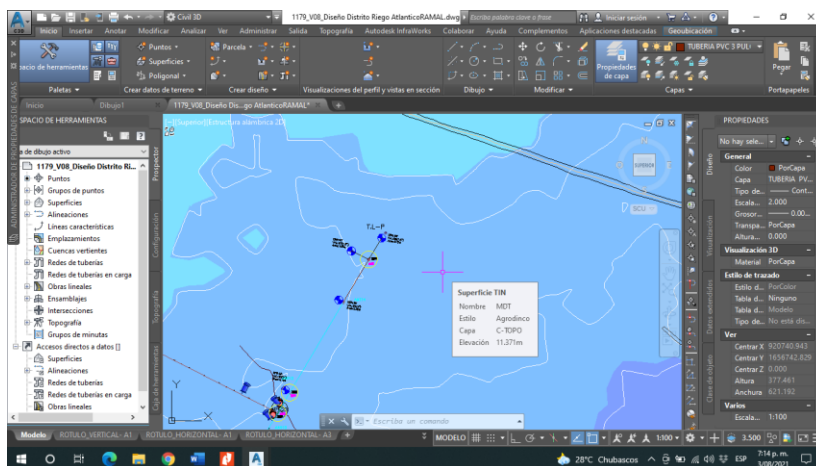 Civil 3D
1179_V08_Diseño Distrito Riego AtlanticoRAMAL.dwg
Escriba palabra clave o frase
Iniciar sesión
C3D
Inicio Insertar Anotar Modificar Analizar Ver Administrar Salida Topografía Autodesk InfraWorks Colaborar Ayuda Complementos Aplicaciones destacadas Geoubicación
Espacio de herramientas
Puntos
Superficies
Polígonal
Parcela
Propiedades
de capa
TUBERIA PVC 3 PUL
Pegar
Paletas
Crear datos de terreno
Crear diseño
Visualizaciones del perfil y vistas en sección
Dibujo
Modificar
Capas
Portapapeles
Inicio
Dibujo1
1179_V08_Diseño Dis...go AtlanticoRAMAL*
SPACIO DE HERRAMIENTAS
a de dibujo activo
1179_V08_Diseño Distrito Ri...
Puntos
Grupos de puntos
Superficies
Alineaciones
Líneas características
Emplazamientos
Cuencas vertientes
Redes de tuberías
Redes de tuberías en carga
Obras lineales
Ensamblajes
Intersecciones
Topografía
Grupos de minutas
Accesos directos a datos []
Superficies
Alineaciones
Redes de tuberías
Redes de tuberías en carga
Obras lineales
Prospector
Configuración
Topografía
Caja de herramientas
[-][Superior][Estructura alámbrica 2D]
SUPERIOR
SCU
T.L-P
Superficie TIN
Nombre MDT
Estilo Agrodinco
Capa C-TOPO
Elevación 11.371m
Y
X
Escriba un comando
PROPIEDADES
No hay sele...
General
Color PorCapa
Capa TUBERIA PV...
Tipo de... Cont...
Escala... 2.000
Grosor... 0.00...
Transpa... PorCapa
Altura... 0.000
Visualización 3D
Material PorCapa
Estilo de trazado
Estilo d... PorColor
Tabla d... Ninguno
Tabla d... Modelo
Tipo de... No está dis...
Ver
Centrar X 920740.943
Centrar Y 1656742.829
Centrar Z 0.000
Altura 377.461
Anchura 621.192
Varios
Escala... 1:100
Diseño
Visualización
Datos extendidos
Clase de objeto
Modelo
ROTULO_VERTICAL- A1
ROTULO_HORIZONTAL- A1
ROTULO_HORIZONTAL- A3
MODELO
1:100
3.500
28°C Chubascos
ESP
7:14 p. m.
3/08/2021